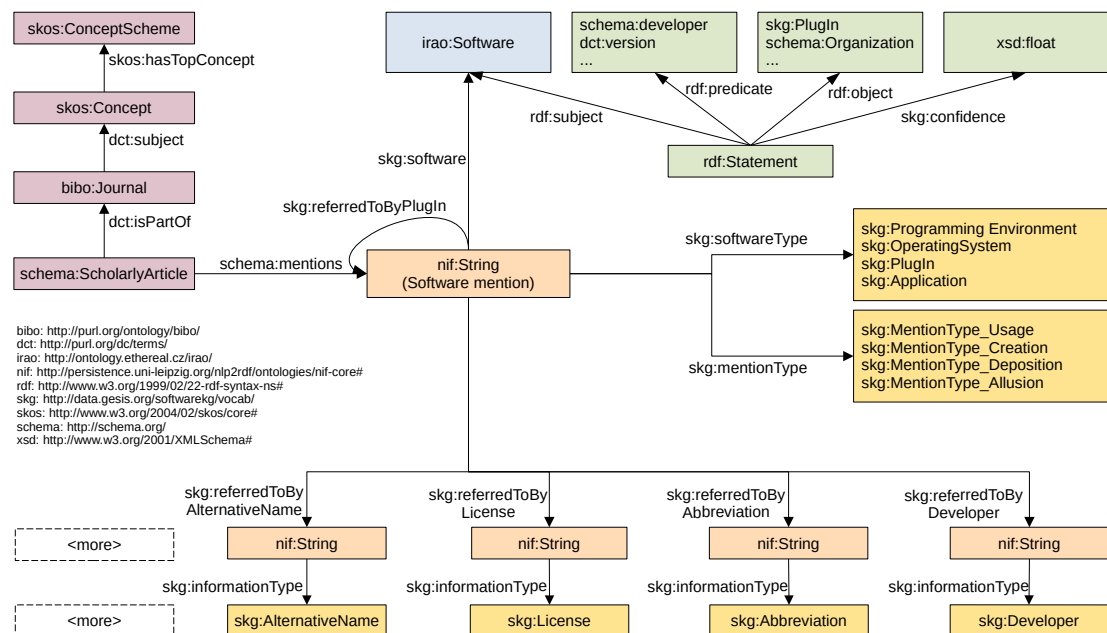 skos:ConceptScheme
skos:hasTopConcept
skos:Concept
dct:subject
bibo:Journal
dct:isPartOf
schema:ScholarlyArticle
schema:mentions
irao:Software
schema:developer
dct:version
...
skg:PlugIn
schema:Organization
...
xsd:float
rdf:subject
rdf:predicate
rdf:object
skg:confidence
rdf:Statement
skg:software
skg:referredToByPlugIn
nif:String
(Software mention)
skg:softwareType
skg:Programming Environment
skg:OperatingSystem
skg:PlugIn
skg:Application
skg:mentionType
skg:MentionType_Usage
skg:MentionType_Creation
skg:MentionType_Deposition
skg:MentionType_Allusion
bibo: http://purl.org/ontology/bibo/
dct: http://purl.org/dc/terms/
irao: http://ontology.ethereal.cz/irao/
nif: http://persistence.uni-leipzig.org/nlp2rdf/ontologies/nif-core#
rdf: http://www.w3.org/1999/02/22-rdf-syntax-ns#
skg: http://data.gesis.org/softwarekg/vocab/
skos: http://www.w3.org/2004/02/skos/core#
schema: http://schema.org/
xsd: http://www.w3.org/2001/XMLSchema#
skg:referredToBy
AlternativeName
skg:referredToBy
License
skg:referredToBy
Abbreviation
skg:referredToBy
Developer
<more>
nif:String
nif:String
nif:String
nif:String
skg:informationType
skg:informationType
skg:informationType
skg:informationType
<more>
skg:AlternativeName
skg:License
skg:Abbreviation
skg:Developer